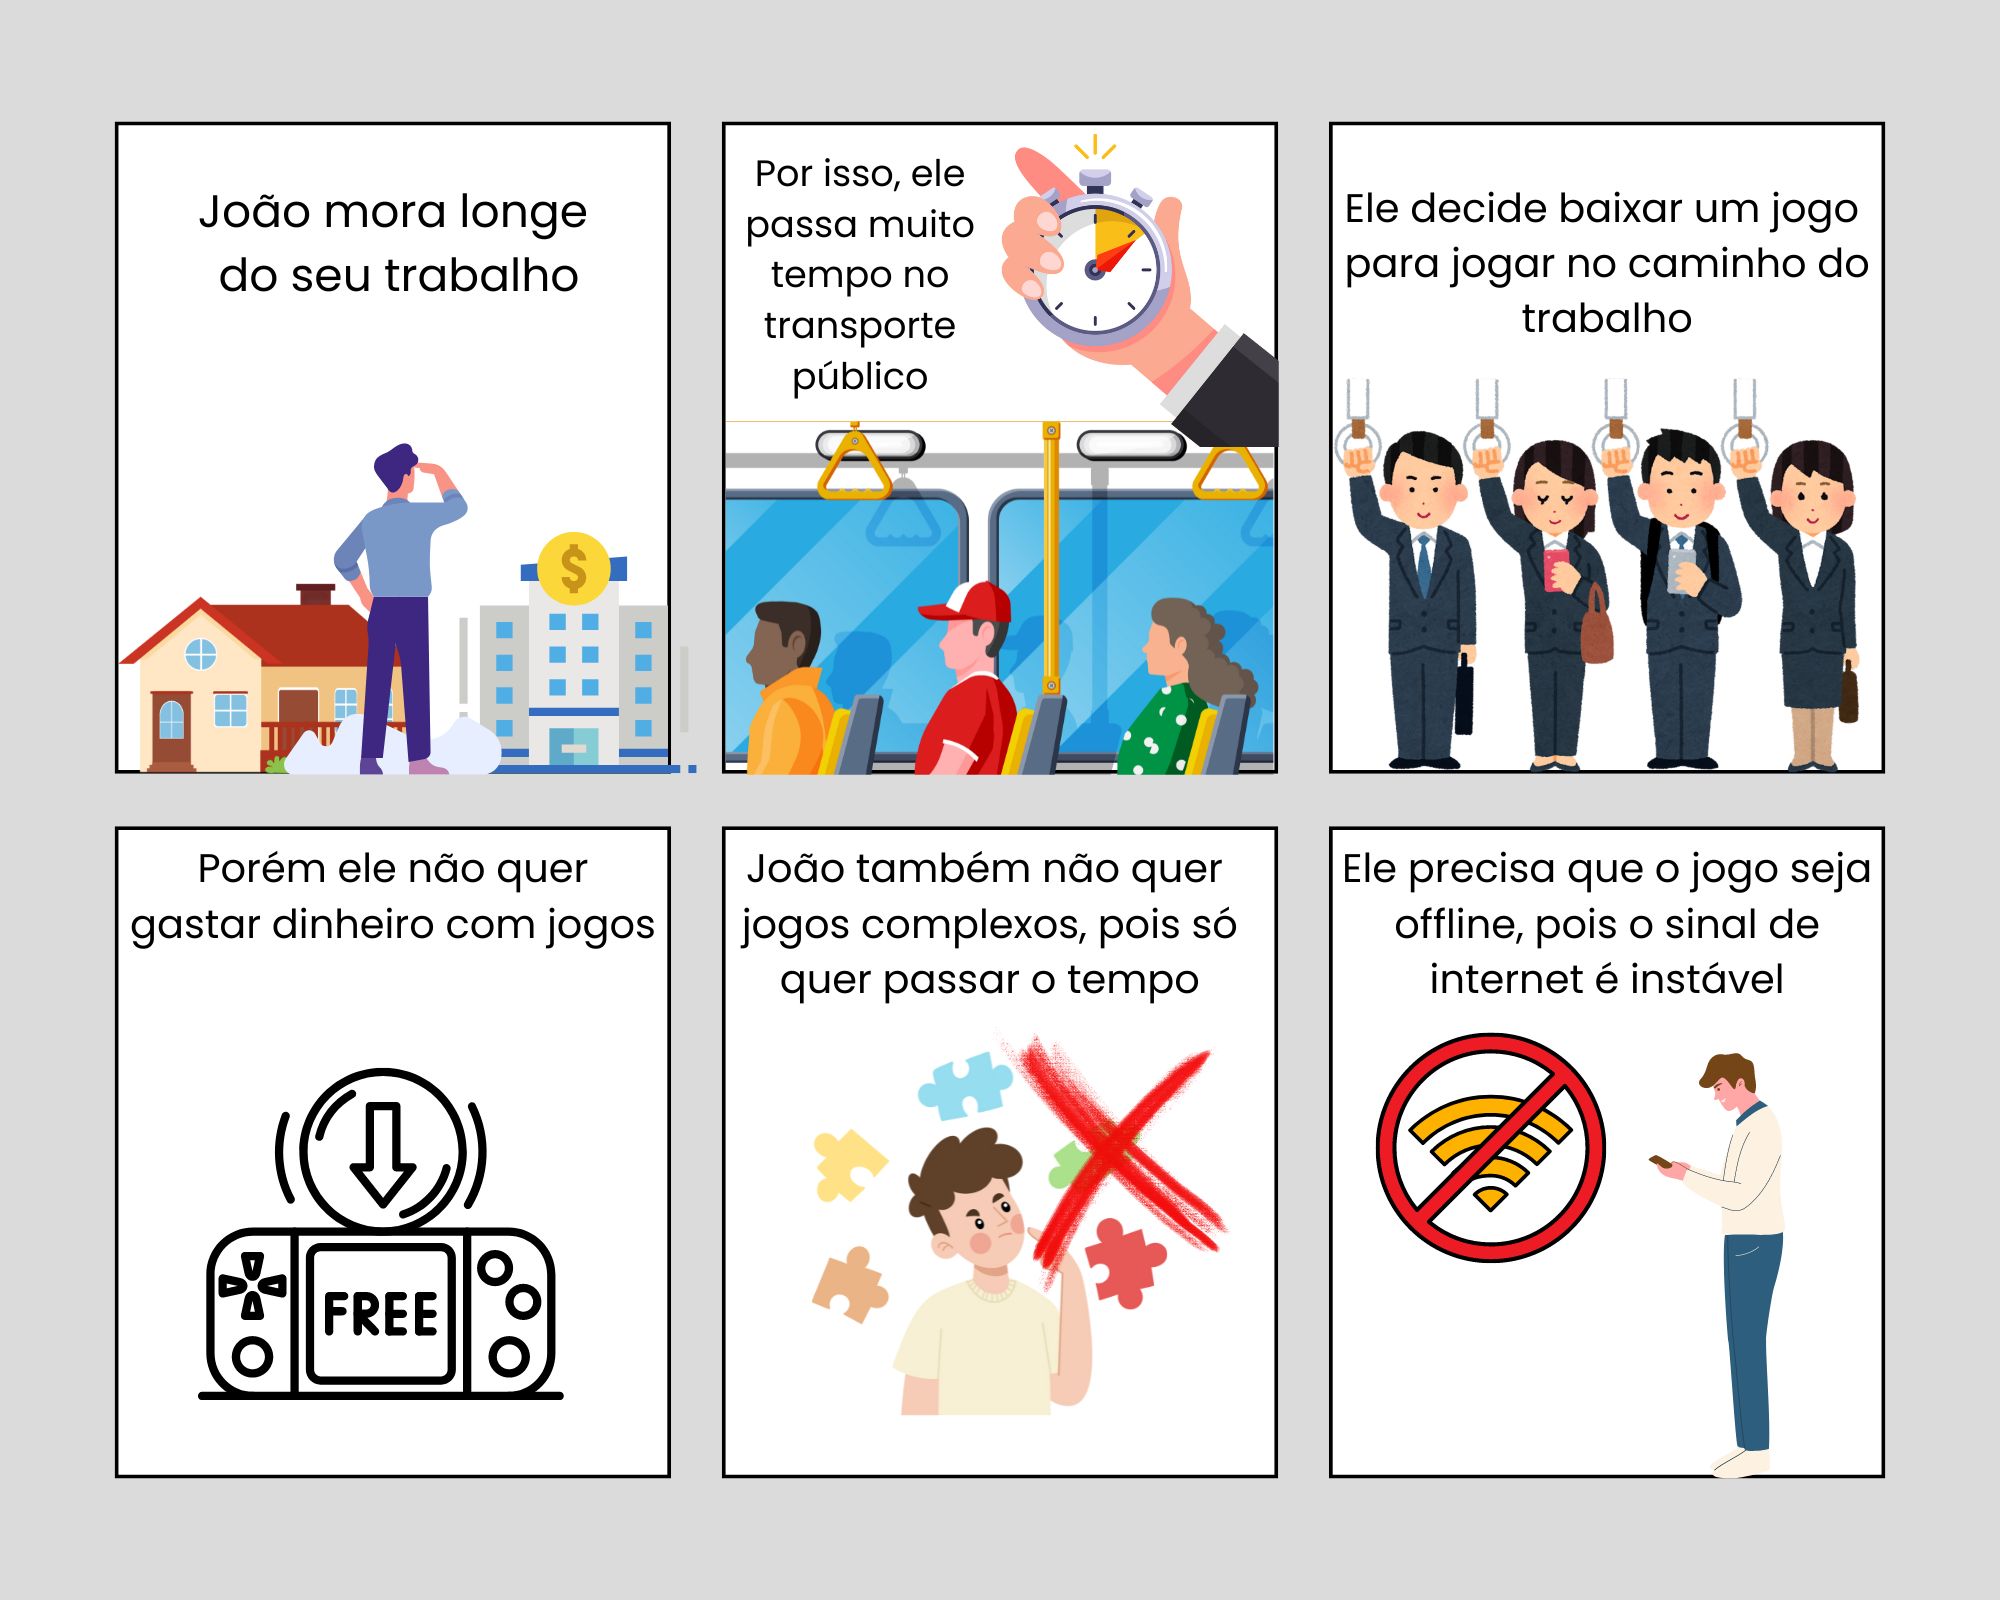 João mora longe
do seu trabalho
Por isso, ele
passa muito
tempo no
transporte
público
Ele decide baixar um jogo
para jogar no caminho do
trabalho
Porém ele não quer
gastar dinheiro com jogos
FREE
João também não quer
jogos complexos, pois só
quer passar o tempo
Ele precisa que o jogo seja
offline, pois o sinal de
internet é instável